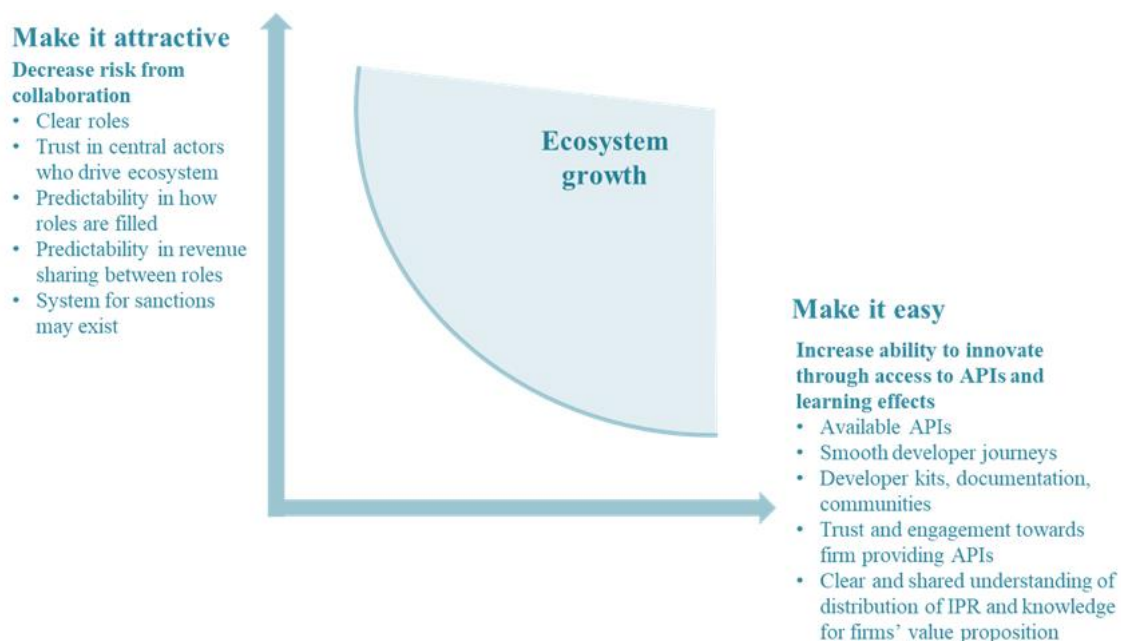 Make it attractive
Decrease risk from
collaboration
• Clear roles
• Trust in central actors
who drive ecosystem
• Predictability in how
roles are filled
• Predictability in revenue
sharing between roles
• System for sanctions
may exist
Ecosystem
growth
Make it easy
Increase ability to innovate
through access to APIs and
learning effects
• Available APIs
• Smooth developer journeys
• Developer kits, documentation,
communities
• Trust and engagement towards
firm providing APIs
• Clear and shared understanding of
distribution of IPR and knowledge
for firms' value proposition